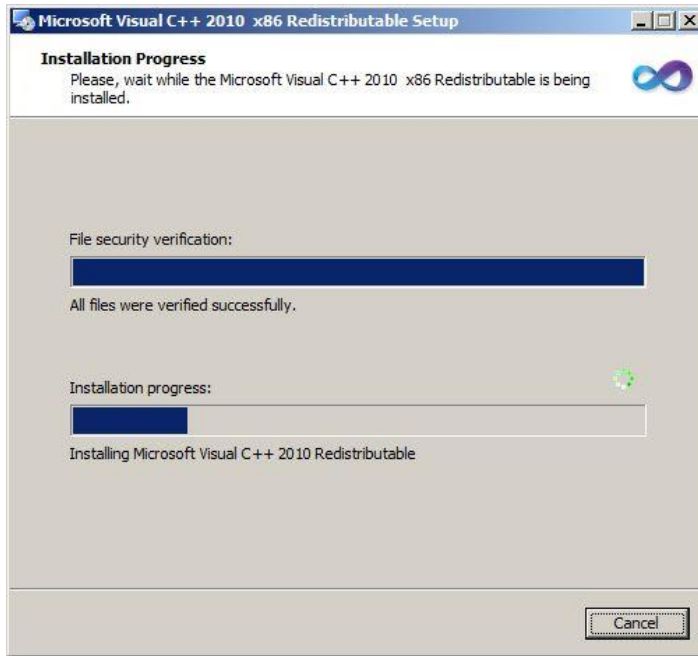 Microsoft Visual C++ 2010 x86 Redistributable Setup
Installation Progress
Please, wait while the Microsoft Visual C++ 2010 x86 Redistributable is being
installed.
File security verification:
All files were verified successfully.
Installation progress:
Installing Microsoft Visual C++ 2010 Redistributable
Cancel